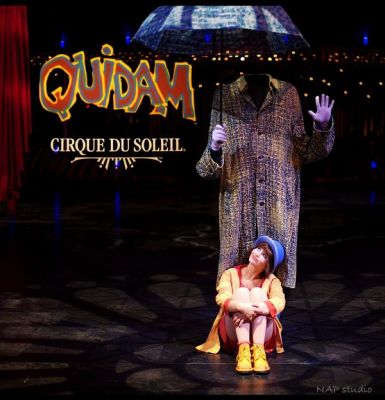 QUIDAM
CIRQUE DU SOLEIL.
NAP studio